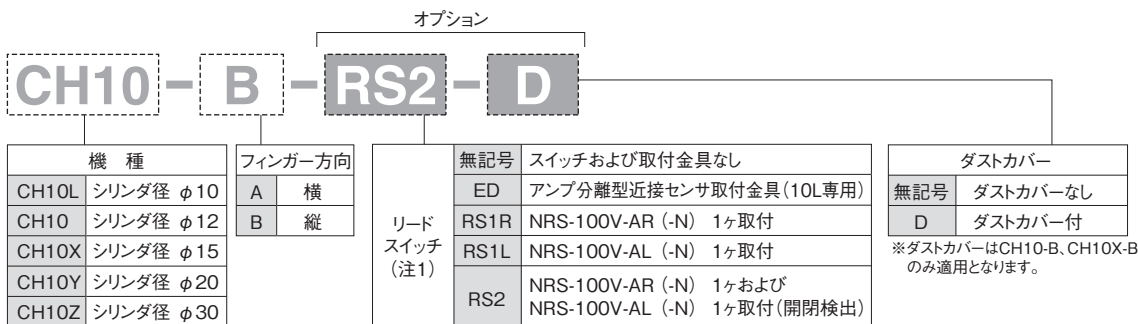 オプション
CH10-B-RS2-D
機 種
CH10L シリンダ径 φ10
CH10 シリンダ径 φ12
CH10X シリンダ径 φ15
CH10Y シリンダ径 φ20
CH10Z シリンダ径 φ30
フィンガー方向
A 横
B 縦
リード
スイッチ
(注1)
無記号 スイッチおよび取付金具なし
ED アンプ分離型近接センサ取付金具(10L専用)
RS1R NRS-100V-AR (-N) 1ヶ取付
RS1L NRS-100V-AL (-N) 1ヶ取付
RS2 NRS-100V-AR (-N) 1ヶおよび
NRS-100V-AL (-N) 1ヶ取付(開閉検出)
ダストカバー
無記号 ダストカバーなし
D ダストカバー付
※ダストカバーはCH10-B、CH10X-B
のみ適用となります。